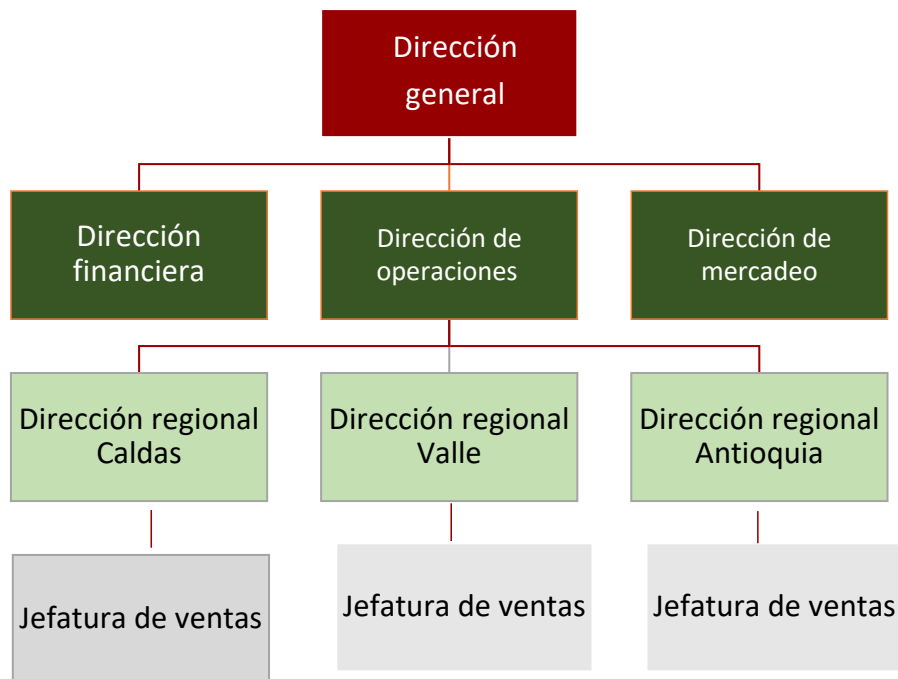 Dirección
general
Dirección
financiera
Dirección de
operaciones
Dirección de
mercadeo
Dirección regional
Caldas
Dirección regional
Valle
Dirección regional
Antioquia
Jefatura de ventas
Jefatura de ventas
Jefatura de ventas